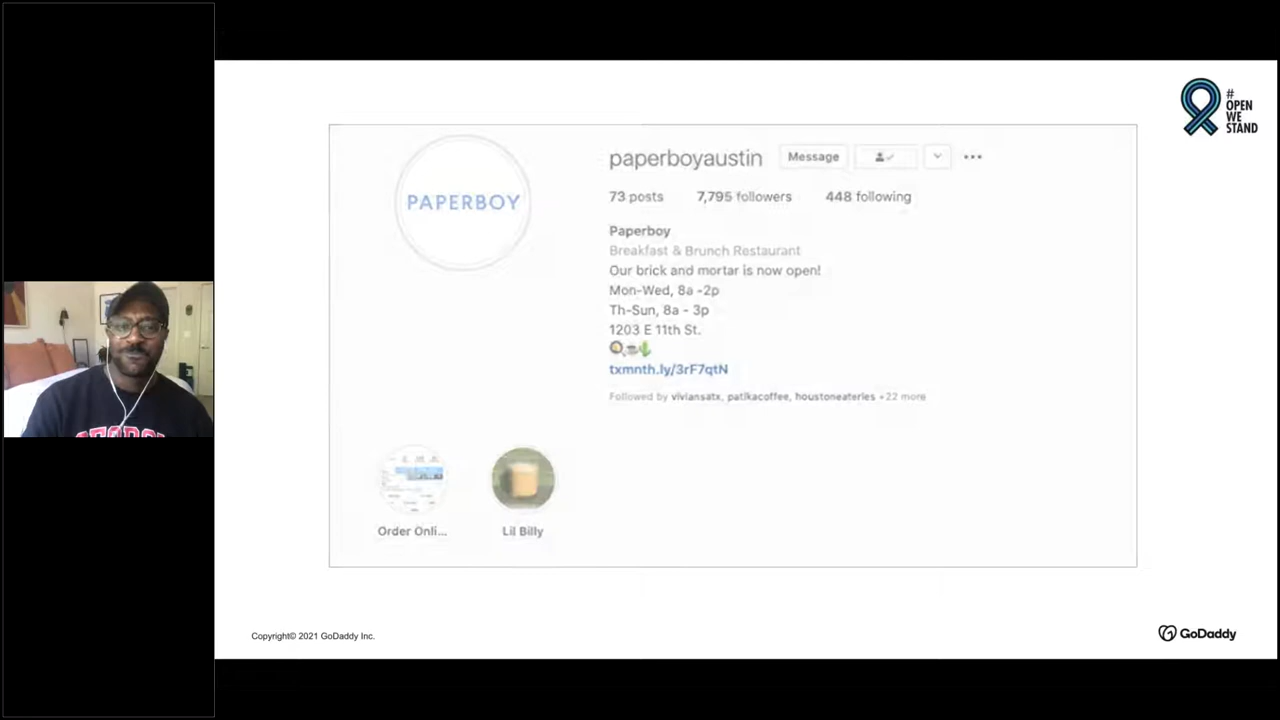 #
OPEN
WE
STAND
PAPERBOY
paperboyaustin Message
73 posts 7,795 followers 448 following
Paperboy
Breakfast & Brunch Restaurant
Our brick and mortar is now open!
Mon-Wed, 8a -2p
Th-Sun, 8a - 3p
1203 E 11th St.
txmnth.ly/3rF7qtN
Followed by viviansatx, patikacoffee, houstoneateries +22 more
Order Onli... Lil Billy
Copyright© 2021 GoDaddy Inc.
GoDaddy